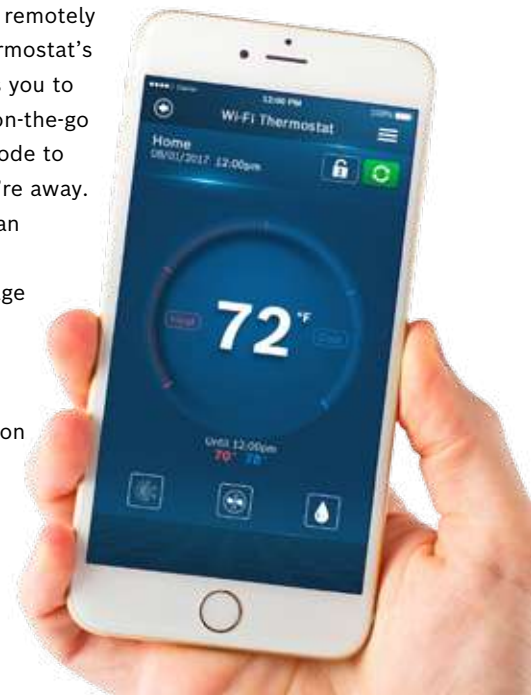 remotely
rmostat's
s you to
on-the-go
ode to
're away.
an
ge
on
12:00 PM
100%
Wi-Fi Thermostat
Home
08/01/2017 12:00pm
Heat
72 °F
Cool
Until 12:00pm
70° 78°